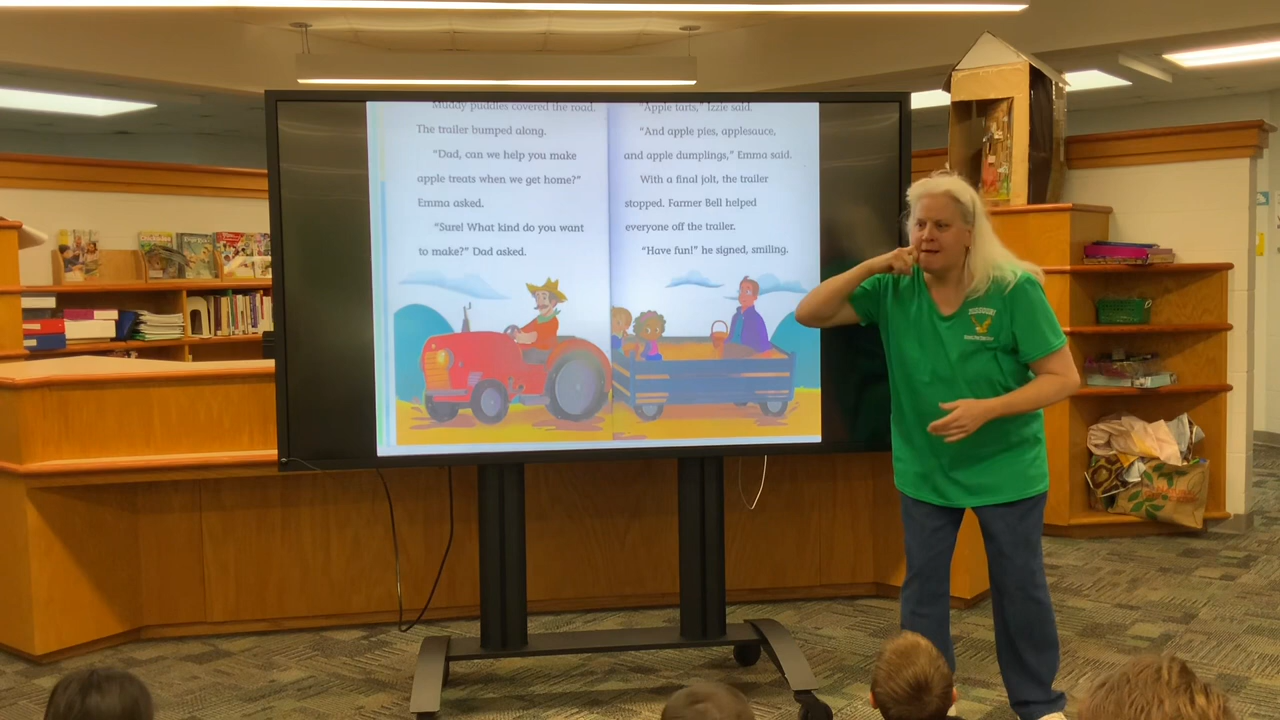 Muddy puddles covered the road.
The trailer bumped along.
"Dad, can we help you make
apple treats when we get home?"
Emma asked.
"Sure! What kind do you want
to make?" Dad asked.
"Apple tarts," Izzie said.
"And apple pies, applesauce,
and apple dumplings," Emma said.
With a final jolt, the trailer
stopped. Farmer Bell helped
everyone off the trailer.
"Have fun!" he signed, smiling.
MISSOURI